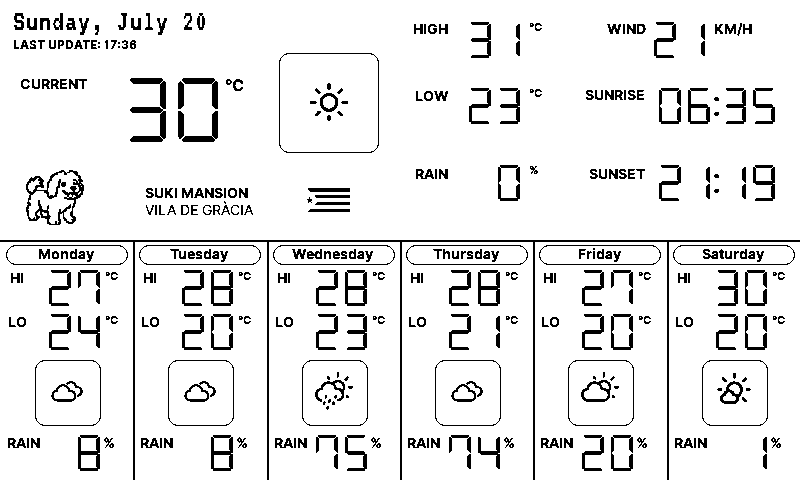 Sunday, July 20
LAST UPDATE: 17:36
CURRENT 30 °C
HIGH 31 °C
WIND 21 KM/H
LOW 23 °C
SUNRISE 06:35
RAIN 0 %
SUNSET 21:19
SUKI MANSION
VILA DE GRÀCIA
Monday
HI 27 °C
LO 24 °C
RAIN 8 %
Tuesday
HI 28 °C
LO 20 °C
RAIN 8 %
Wednesday
HI 28 °C
LO 23 °C
RAIN 75 %
Thursday
HI 28 °C
LO 21 °C
RAIN 74 %
Friday
HI 27 °C
LO 20 °C
RAIN 20 %
Saturday
HI 30 °C
LO 20 °C
RAIN 1 %